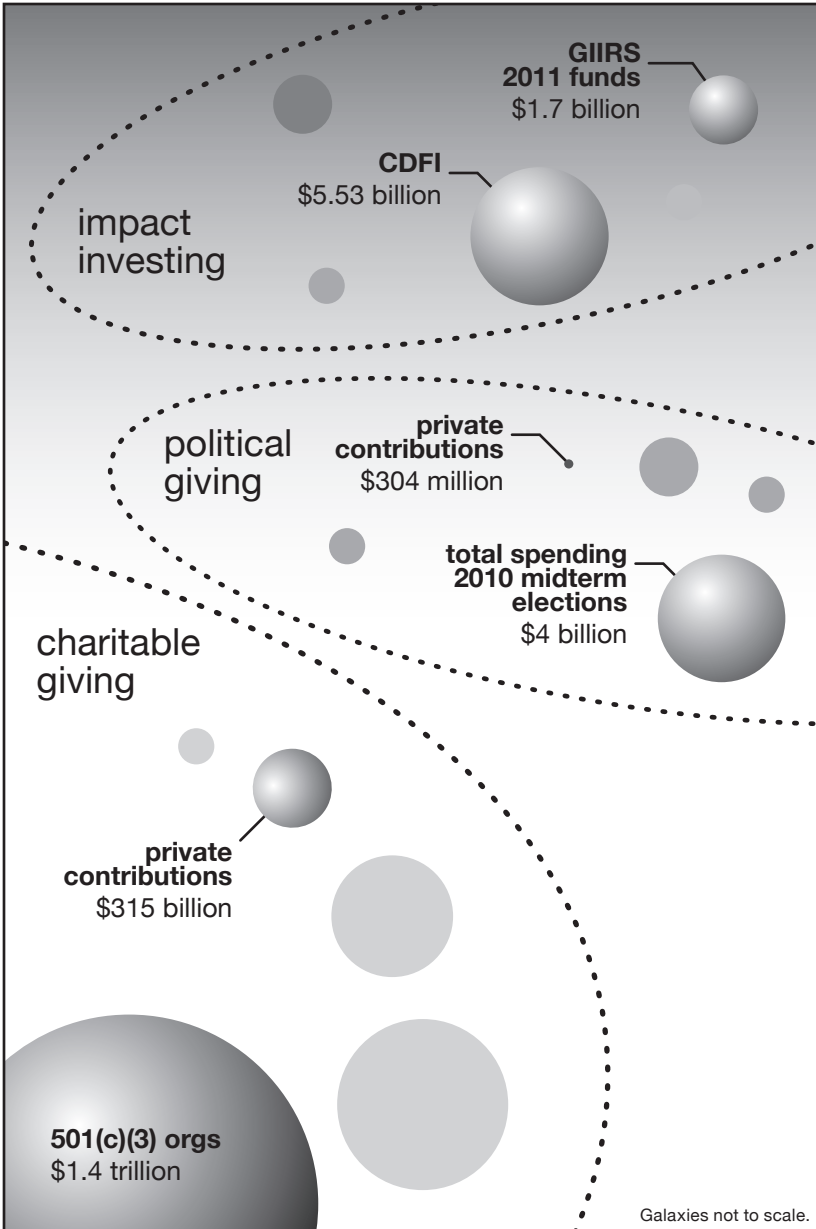 GIIRS
2011 funds
$1.7 billion
CDFI
$5.53 billion
impact
investing
political
giving
private
contributions
$304 million
total spending
2010 midterm
elections
$4 billion
charitable
giving
private
contributions
$315 billion
501(c)(3) orgs
$1.4 trillion
Galaxies not to scale.